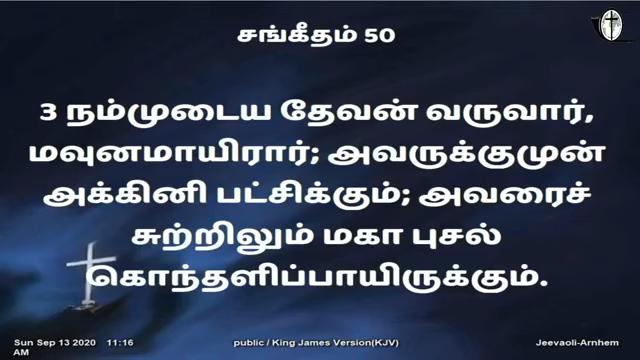 சங்கீதம் 50
3 நம்முடைய தேவன் வருவார்,
மவுனமாயிரார்; அவருக்குமுன்
அக்கினி பட்சிக்கும்; அவரைச்
சுற்றிலும் மகா புசல்
கொந்தளிப்பாயிருக்கும்.
Sun Sep 13 2020 11:16
AM
public / King James Version(KJV)
Jeevaoli-Arnhem